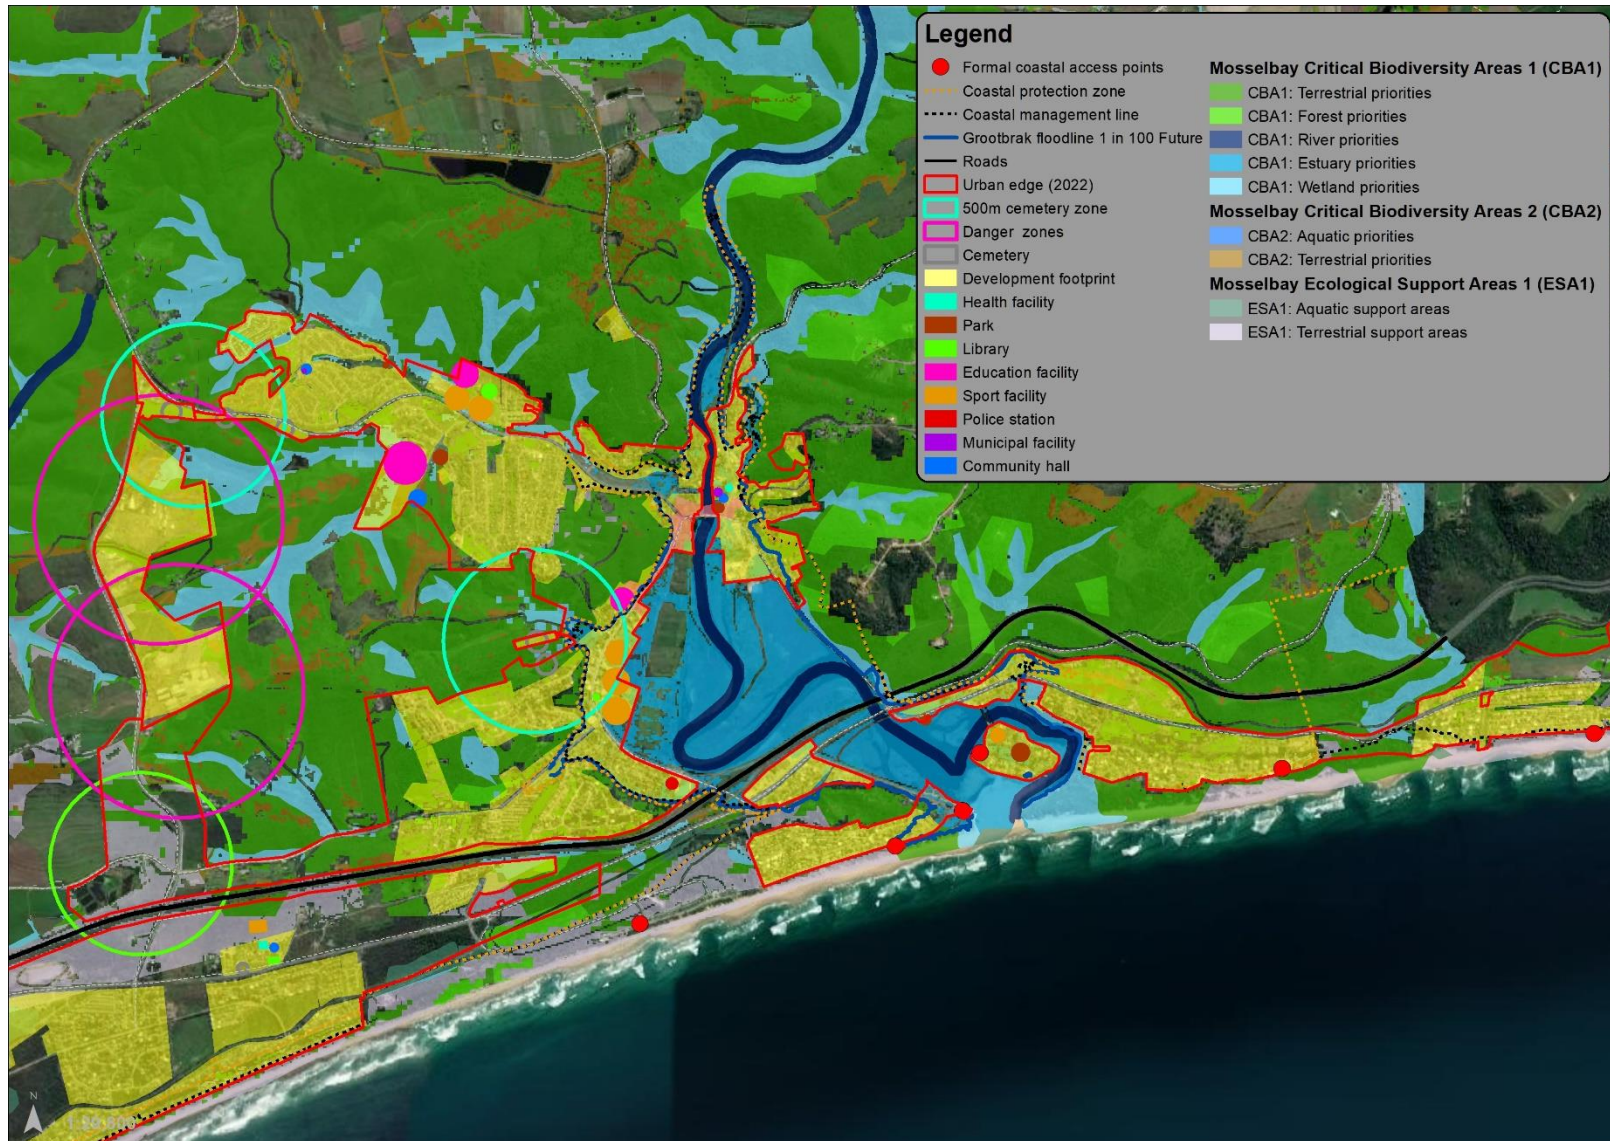 Legend
Formal coastal access points
Coastal protection zone
Coastal management line
Grootbrak floodline 1 in 100 Future
Roads
Urban edge (2022)
500m cemetery zone
Danger zones
Cemetery
Development footprint
Health facility
Park
Library
Education facility
Sport facility
Police station
Municipal facility
Community hall
Mosselbay Critical Biodiversity Areas 1 (CBA1)
CBA1: Terrestrial priorities
CBA1: Forest priorities
CBA1: River priorities
CBA1: Estuary priorities
CBA1: Wetland priorities
Mosselbay Critical Biodiversity Areas 2 (CBA2)
CBA2: Aquatic priorities
CBA2: Terrestrial priorities
Mosselbay Ecological Support Areas 1 (ESA1)
ESA1: Aquatic support areas
ESA1: Terrestrial support areas
N